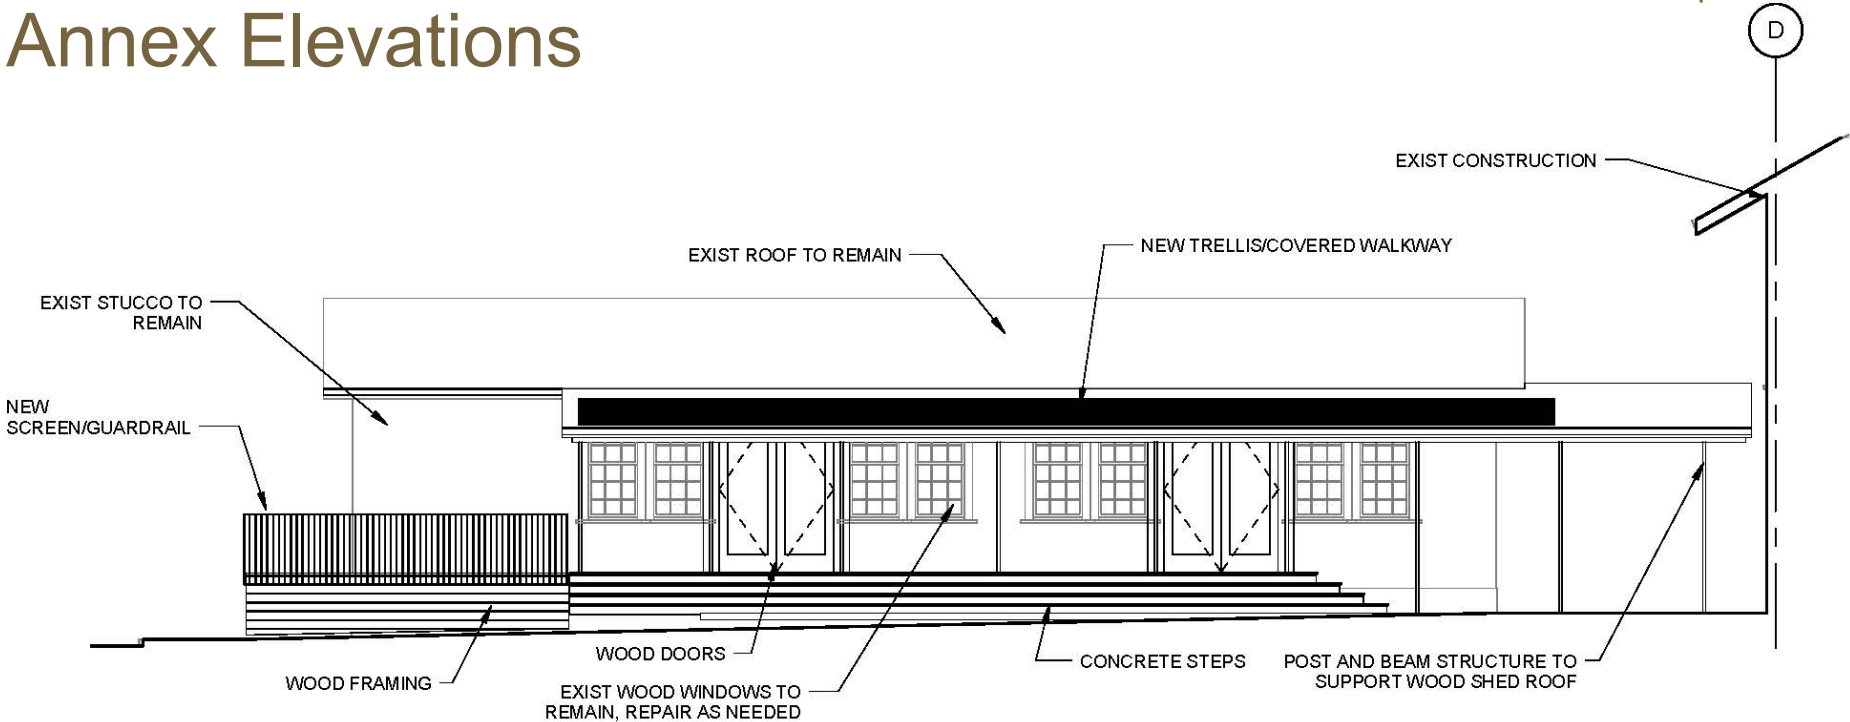 Annex Elevations
D
EXIST CONSTRUCTION
NEW TRELLIS/COVERED WALKWAY
EXIST ROOF TO REMAIN
EXIST STUCCO TO
REMAIN
NEW
SCREEN/GUARDRAIL
WOOD DOORS
CONCRETE STEPS
POST AND BEAM STRUCTURE TO
SUPPORT WOOD SHED ROOF
WOOD FRAMING
EXIST WOOD WINDOWS TO
REMAIN, REPAIR AS NEEDED